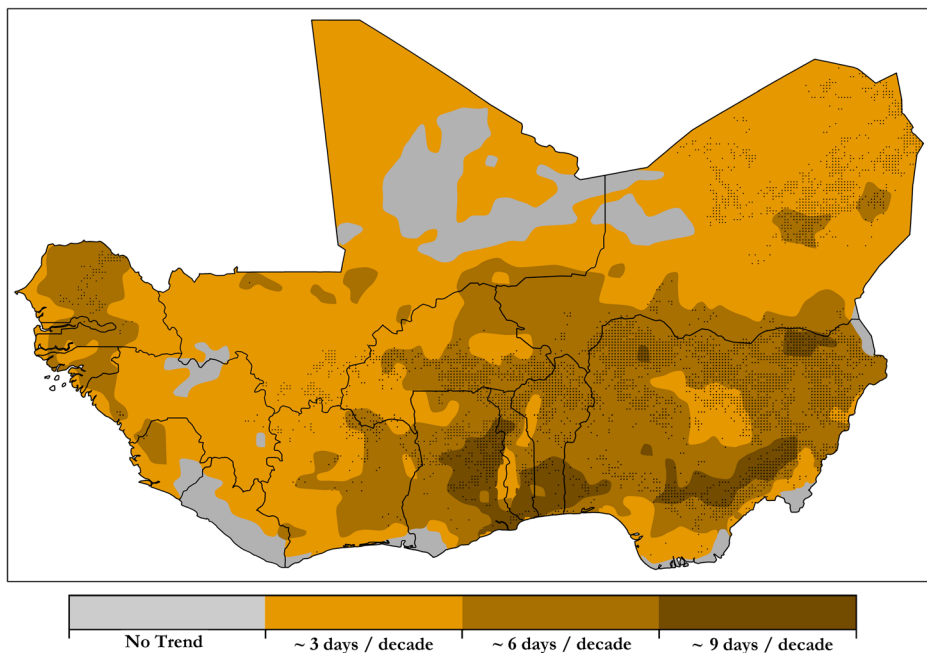 No Trend
~ 3 days / decade
~ 6 days / decade
~ 9 days / decade